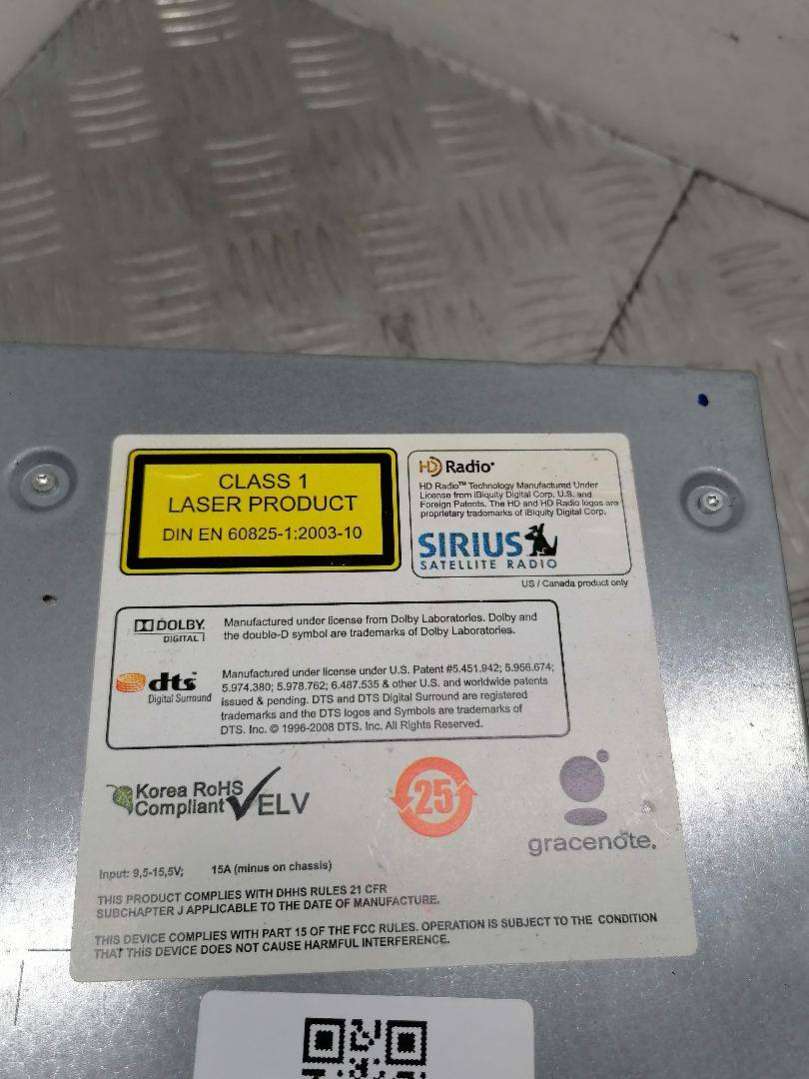 CLASS 1
LASER PRODUCT
DIN EN 60825-1:2003-10
HD Radio
HD Radio™ Technology Manufactured Under
License from iBiquity Digital Corp. U.S. and
Foreign Patents. The HD and HD Radio logos are
proprietary trademarks of iBiquity Digital Corp.
SIRIUS
SATELLITE RADIO
US / Canada product only
DOLBY
DIGITAL
Manufactured under license from Dolby Laboratories. Dolby and
the double-D symbol are trademarks of Dolby Laboratories.
dts
Digital Surround
Manufactured under license under U.S. Patent #5.451.942; 5.956.674;
5.974.380; 5.978.762; 6.487.535 & other U.S. and worldwide patents
issued & pending. DTS and DTS Digital Surround are registered
trademarks and the DTS logos and Symbols are trademarks of
DTS. Inc. © 1996-2008 DTS. Inc. All Rights Reserved.
Korea RoHS
Compliant
ELV
25
gracenote.
Input: 9,5-15,5V; 15A (minus on chassis)
THIS PRODUCT COMPLIES WITH DHHS RULES 21 CFR
SUBCHAPTER J APPLICABLE TO THE DATE OF MANUFACTURE.
THIS DEVICE COMPLIES WITH PART 15 OF THE FCC RULES. OPERATION IS SUBJECT TO THE CONDITION
THAT THIS DEVICE DOES NOT CAUSE HARMFUL INTERFERENCE.